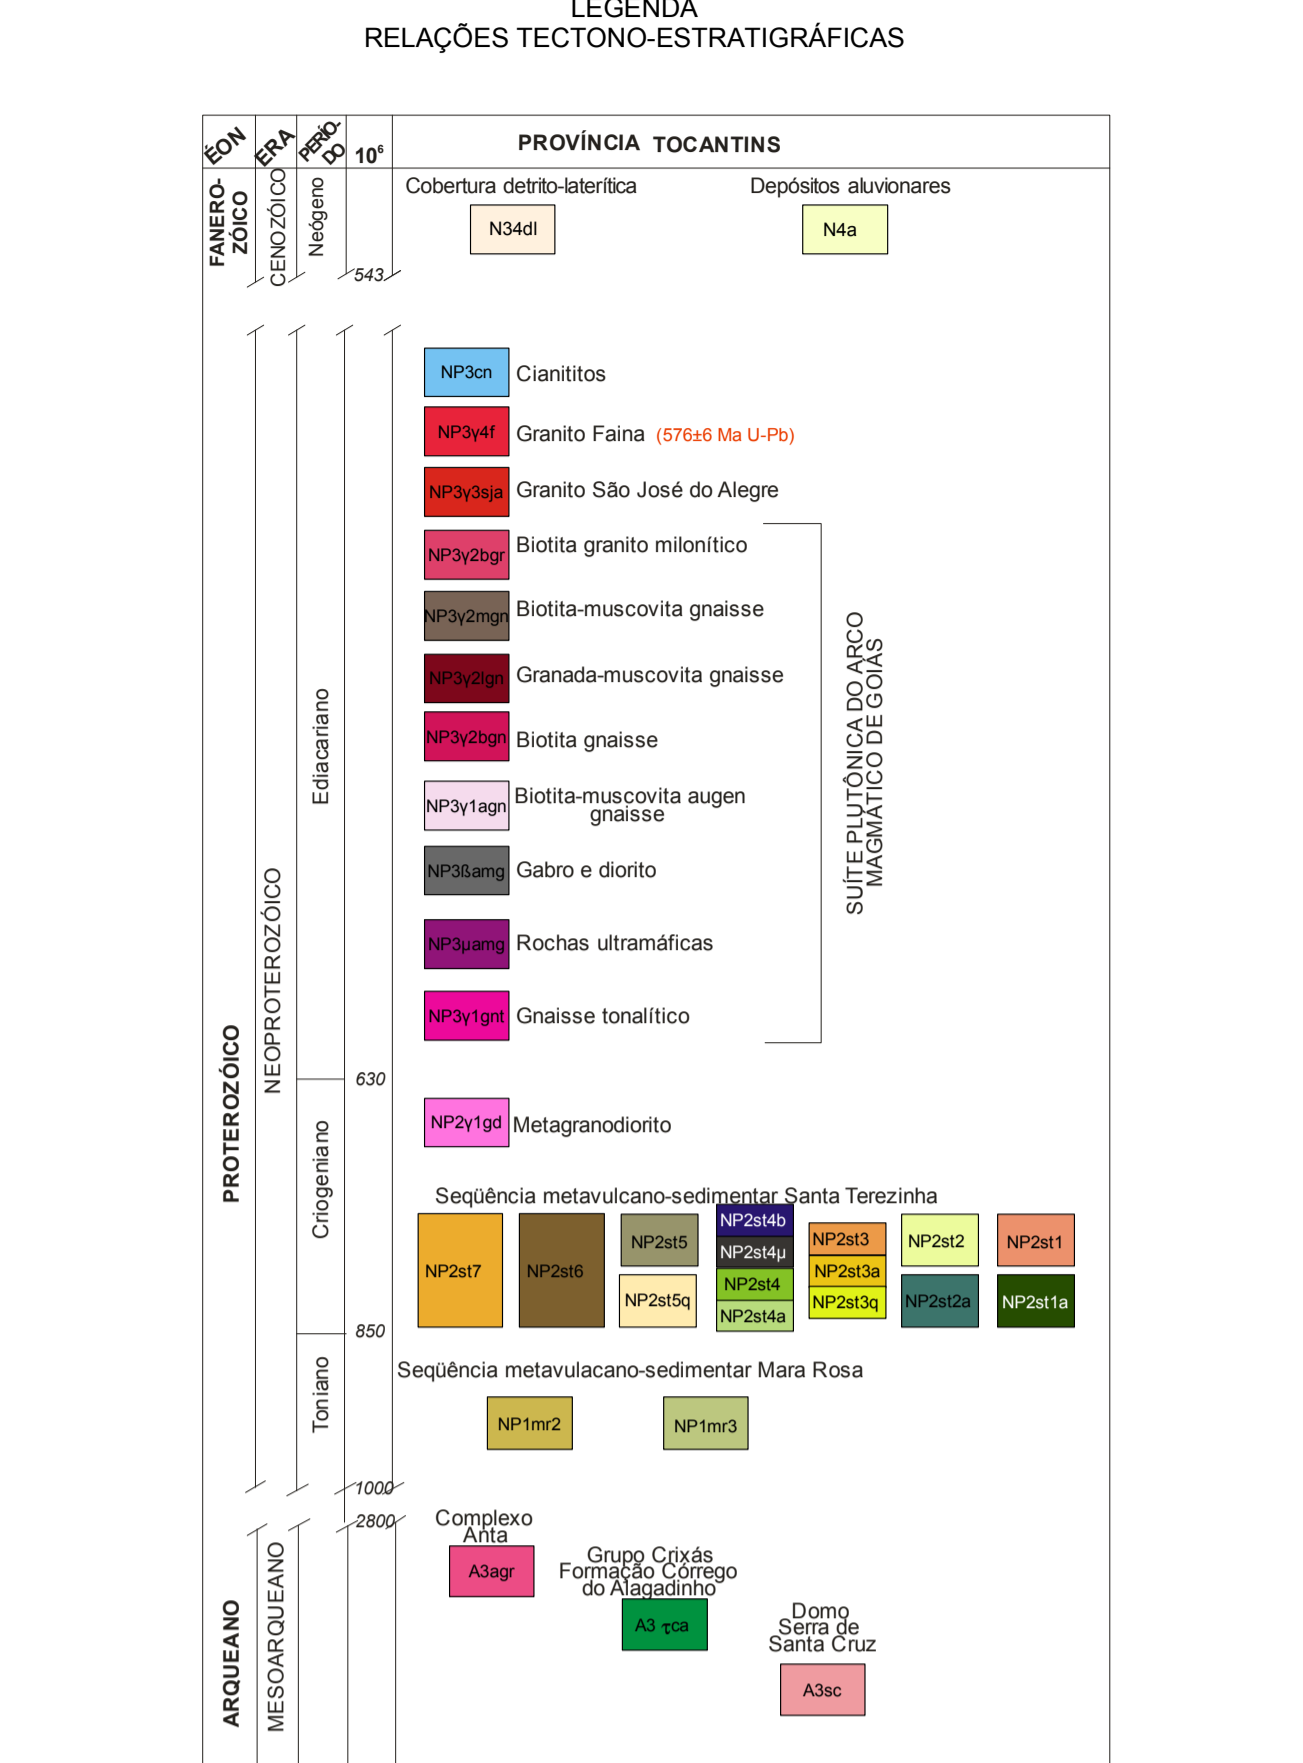 LEGENDA
RELAÇÕES TECTONO-ESTRATIGRÁFICAS
ÉON
ERA
PERÍO-
DO
10⁶
PROVÍNCIA TOCANTINS
FANERO-
ZÓICO
CENOZÓICO
Neógeno
Cobertura detrito-laterítica
Depósitos aluvionares
N34dl
N4a
543
NP3cn
Cianititos
NP3γ4f
Granito Faina (576±6 Ma U-Pb)
NP3γ3sja
Granito São José do Alegre
NP3γ2bgr
Biotita granito milonítico
NP3γ2mgn
Biotita-muscovita gnaisse
NP3γ2lgn
Granada-muscovita gnaisse
NP3γ2bgn
Biotita gnaisse
NP3γ1agn
Biotita-muscovita augen
gnaisse
NP3ßamg
Gabro e diorito
NP3µamg
Rochas ultramáficas
NP3γ1gnt
Gnaisse tonalítico
SUÍTE PLUTÔNICA DO ARCO
MAGMÁTICO DE GOIÁS
PROTEROZÓICO
NEOPROTEROZÓICO
Ediacariano
630
Criogeniano
NP2γ1gd
Metagranodiorito
Seqüência metavulcano-sedimentar Santa Terezinha
NP2st7
NP2st6
NP2st5
NP2st5q
NP2st4b
NP2st4µ
NP2st4
NP2st4a
NP2st3
NP2st3a
NP2st3q
NP2st2
NP2st2a
NP2st1
NP2st1a
850
Toniano
Seqüência metavulacano-sedimentar Mara Rosa
NP1mr2
NP1mr3
1000
2800
ARQUEANO
MESOARQUEANO
Complexo
Anta
A3agr
Grupo Crixás
Formação Córrego
do Alagadinho
A3 τca
Domo
Serra de
Santa Cruz
A3sc